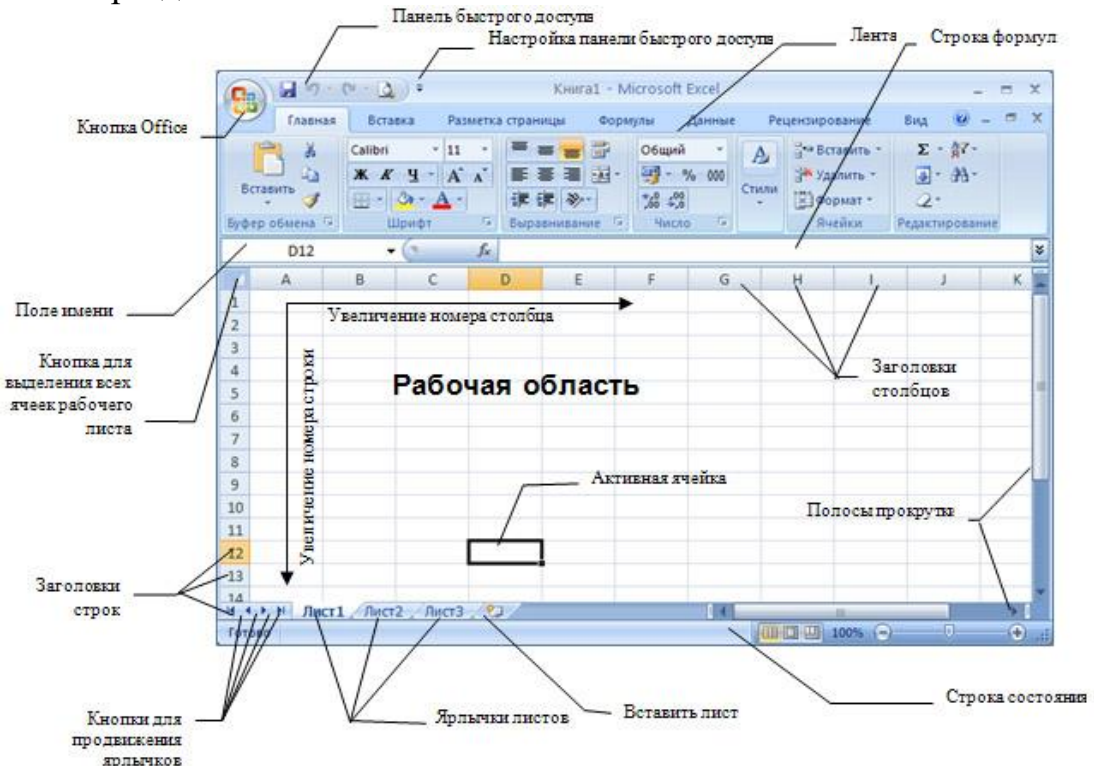 Панель быстрого доступа
Настройка панели быстрого доступа
Лента
Строка формул
Книга1 - Microsoft Excel
Кнопка Office
Главная Вставка Разметка страницы Формулы Данные Рецензирование Вид
Calibri 11 Общий
Вставить
Ж К Ч А А
% 000
Стили
Вставить
Удалить
Формат
Σ
Буфер обмена Шрифт Выравнивание Число Ячейки Редактирование
D12 fx
A B C D E F G H I J K
Поле имени
1
Увеличение номера столбца
2
3
Кнопка для
выделения всех
ячеек рабочего
листа
4
Рабочая область
Заголовки
столбцов
5
6
7
8
Увеличение номера строки
9
Активная ячейка
10
Полосы прокрутки
11
12
13
14
Заголовки
строк
Лист1 Лист2 Лист3
Готово
100%
Строка состояния
Кнопки для
продвижения
ярлычков
Ярлычки листов
Вставить лист